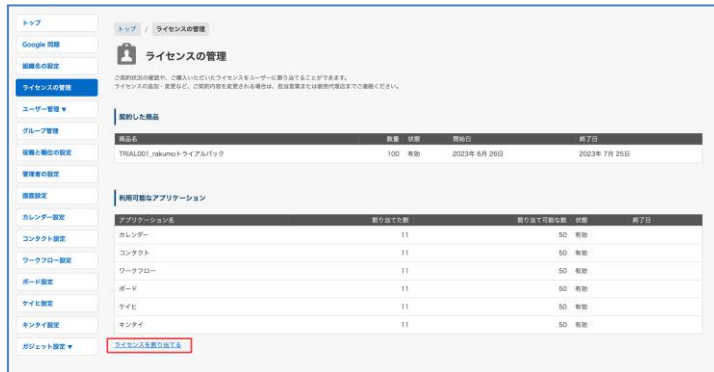 トップ
Google 同期
組織名の設定
ライセンスの管理
ユーザー管理 ▼
グループ管理
役職と職位の設定
管理者の設定
画面設定
カレンダー設定
コンタクト設定
ワークフロー設定
ボード設定
ケイヒ設定
キンタイ設定
ガジェット設定 ▼
トップ / ライセンスの管理
ライセンスの管理
ご契約状況の確認や、ご購入いただいたライセンスをユーザーに割り当てることができます。
ライセンスの追加・変更など、ご契約内容を変更される場合は、担当営業または販売代理店までご連絡ください。
契約した商品
商品名 数量 状態 開始日 終了日
TRIAL001_rakumoトライアルパック 100 有効 2023年 6月 26日 2023年 7月 25日
利用可能なアプリケーション
アプリケーション名 割り当てた数 割り当て可能な数 状態 終了日
カレンダー 11 50 有効
コンタクト 11 50 有効
ワークフロー 11 50 有効
ボード 11 50 有効
ケイヒ 11 50 有効
キンタイ 11 50 有効
ライセンスを割り当てる